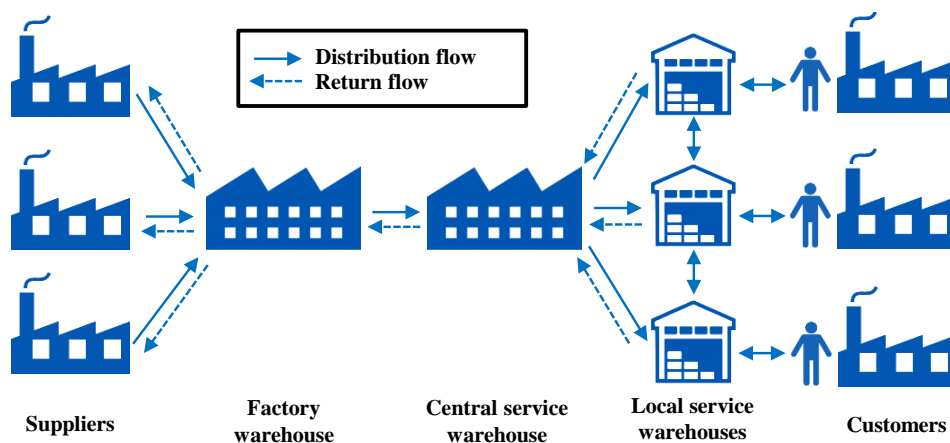 Distribution flow
Return flow
Suppliers
Factory
warehouse
Central service
warehouse
Local service
warehouses
Customers